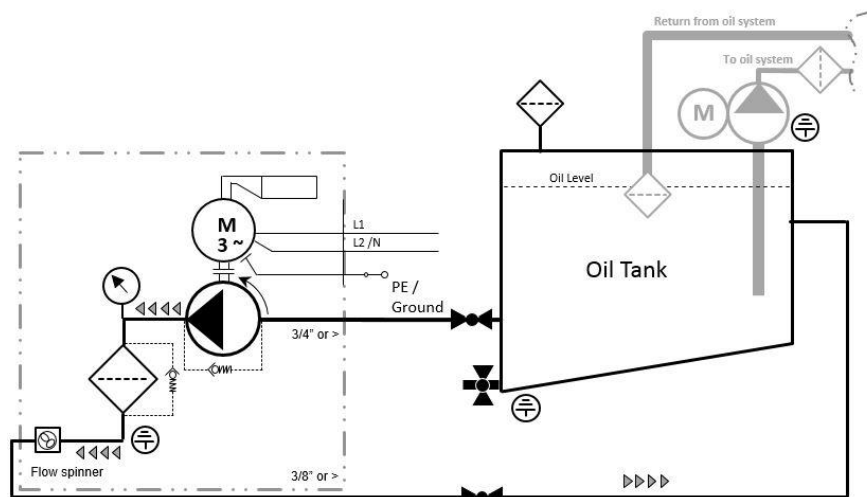 Return from oil system
To oil system
M
Oil Level
M
3 ~
L1
L2 /N
Oil Tank
PE /
Ground
3/4" or >
Flow spinner
3/8" or >